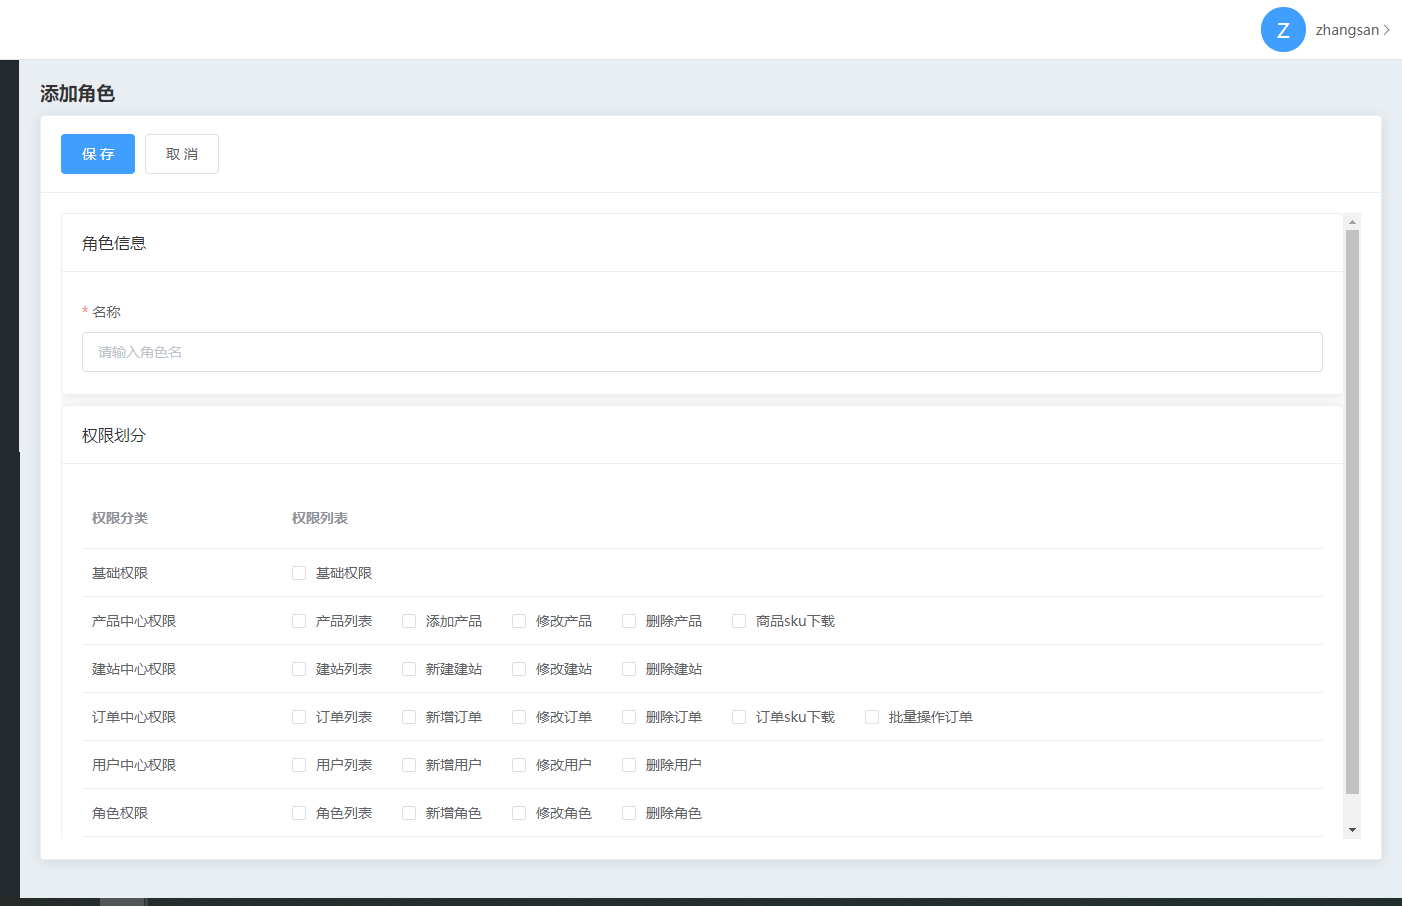 Z zhangsan
添加角色
保存 取消
角色信息
* 名称
请输入角色名
权限划分
权限分类 权限列表
基础权限 基础权限
产品中心权限 产品列表 添加产品 修改产品 删除产品 商品sku下载
建站中心权限 建站列表 新建建站 修改建站 删除建站
订单中心权限 订单列表 新增订单 修改订单 删除订单 订单sku下载 批量操作订单
用户中心权限 用户列表 新增用户 修改用户 删除用户
角色权限 角色列表 新增角色 修改角色 删除角色